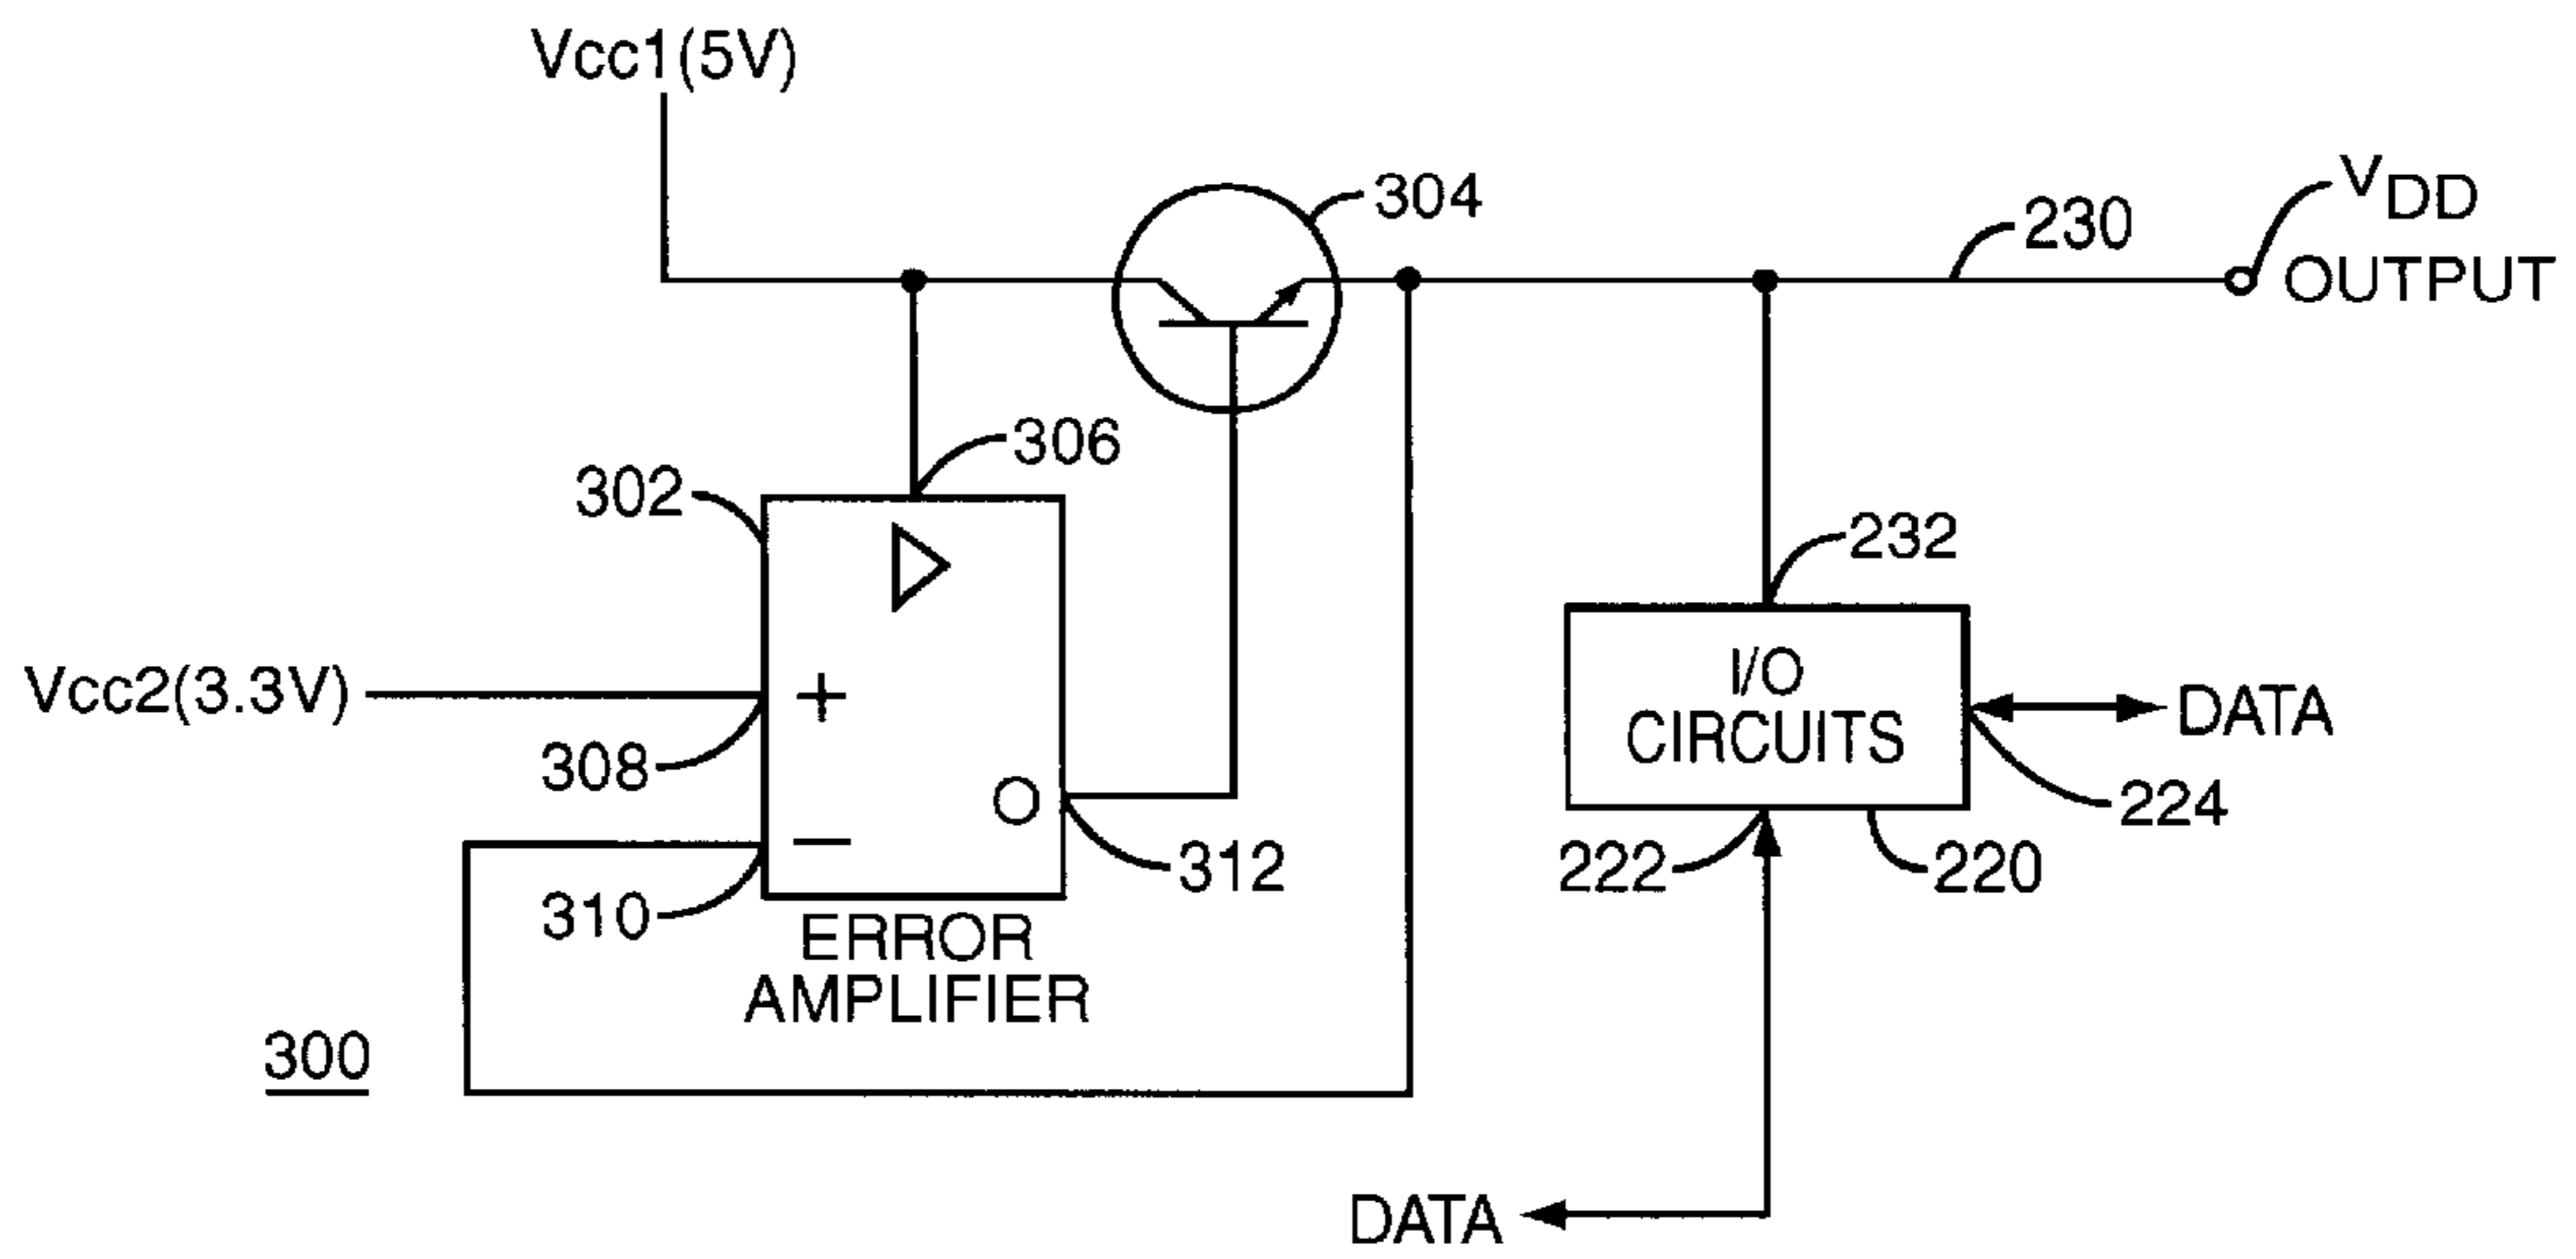 Vcc1(5V)
304
VDD
230
OUTPUT
306
302
232
I/O
CIRCUITS
Vcc2(3.3V)
+
DATA
308
O
224
−
312
222
220
310
ERROR
AMPLIFIER
300
DATA